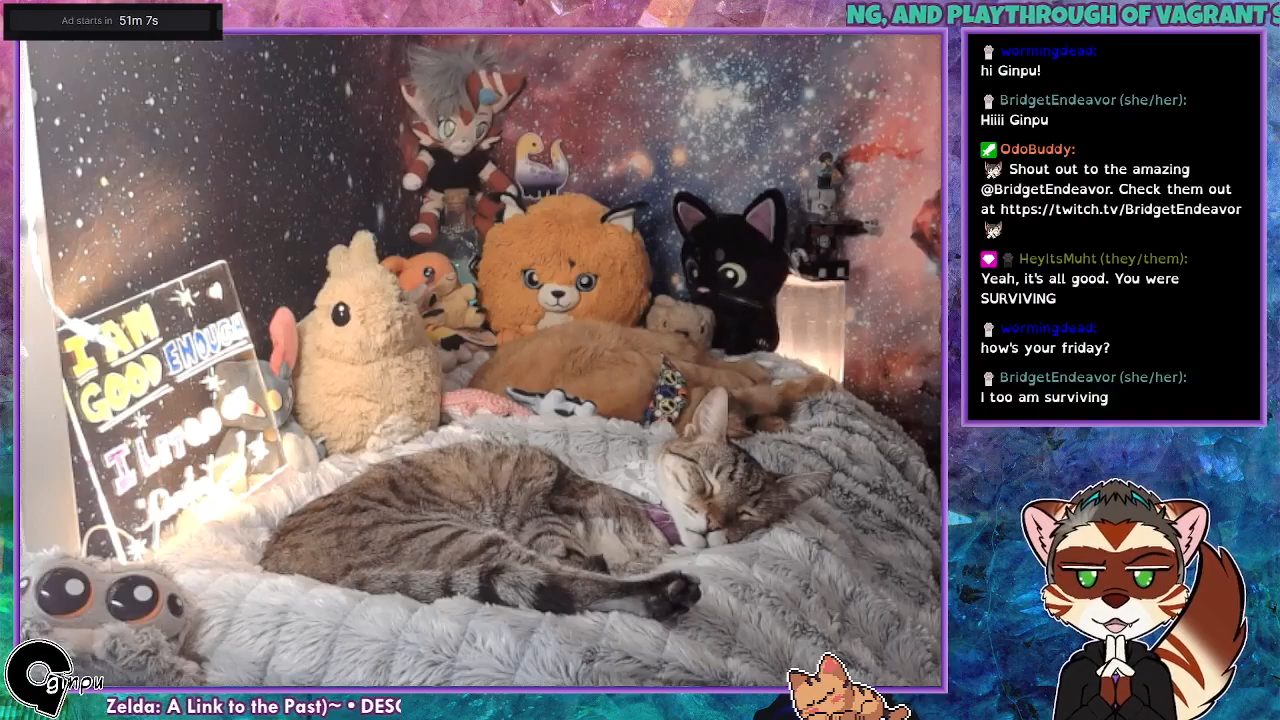 Ad starts in 51m 7s
NG, AND PLAYTHROUGH OF VAGRANT S
wormingdead:
hi Ginpu!
BridgetEndeavor (she/her):
Hiiii Ginpu
OdoBuddy:
Shout out to the amazing
@BridgetEndeavor. Check them out
at https://twitch.tv/BridgetEndeavor
HeyItsMuht (they/them):
Yeah, it's all good. You were
SURVIVING
wormingdead:
how's your friday?
BridgetEndeavor (she/her):
I too am surviving
I AM
GOOD ENOUGH
ginpu
Zelda: A Link to the Past)~ • DESC